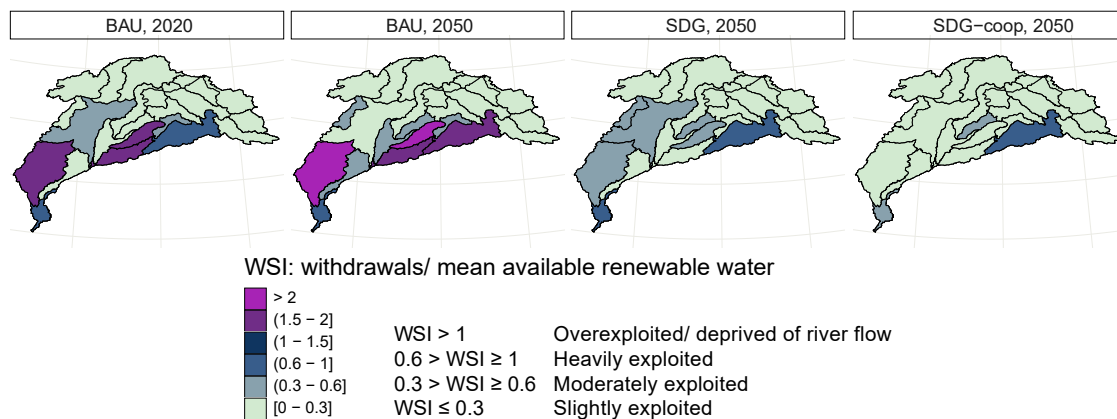 BAU, 2020
BAU, 2050
SDG, 2050
SDG−coop, 2050
WSI: withdrawals/ mean available renewable water
> 2
(1.5 − 2]
(1 − 1.5]
(0.6 − 1]
(0.3 − 0.6]
[0 − 0.3]
WSI > 1 Overexploited/ deprived of river flow
0.6 > WSI ≥ 1 Heavily exploited
0.3 > WSI ≥ 0.6 Moderately exploited
WSI ≤ 0.3 Slightly exploited